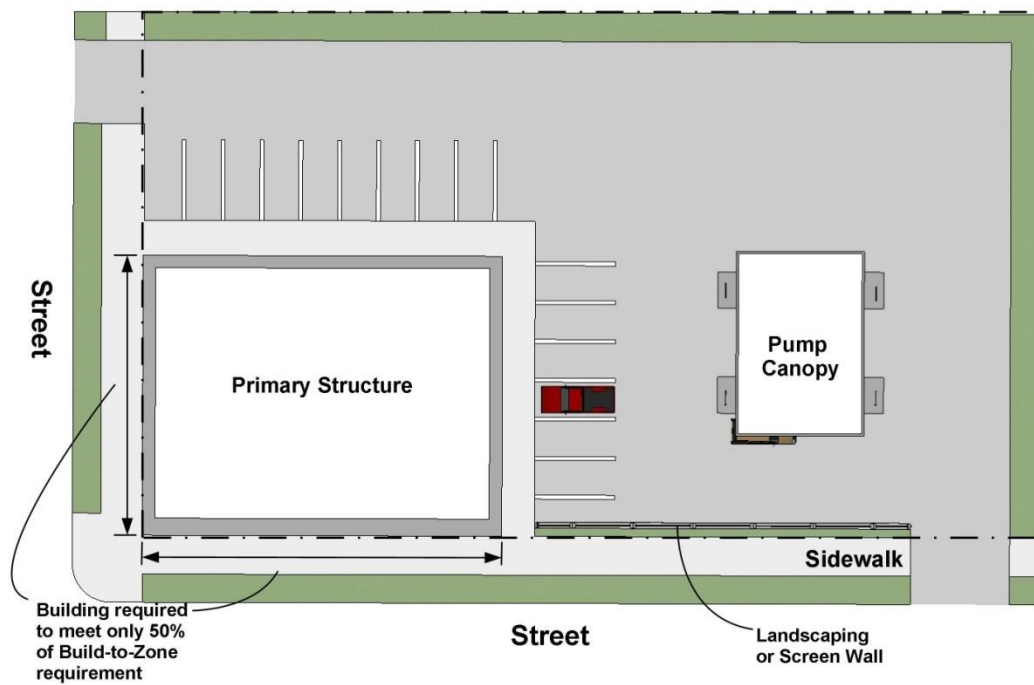 Street
Primary Structure
Pump
Canopy
Sidewalk
Building required
to meet only 50%
of Build-to-Zone
requirement
Street
Landscaping
or Screen Wall